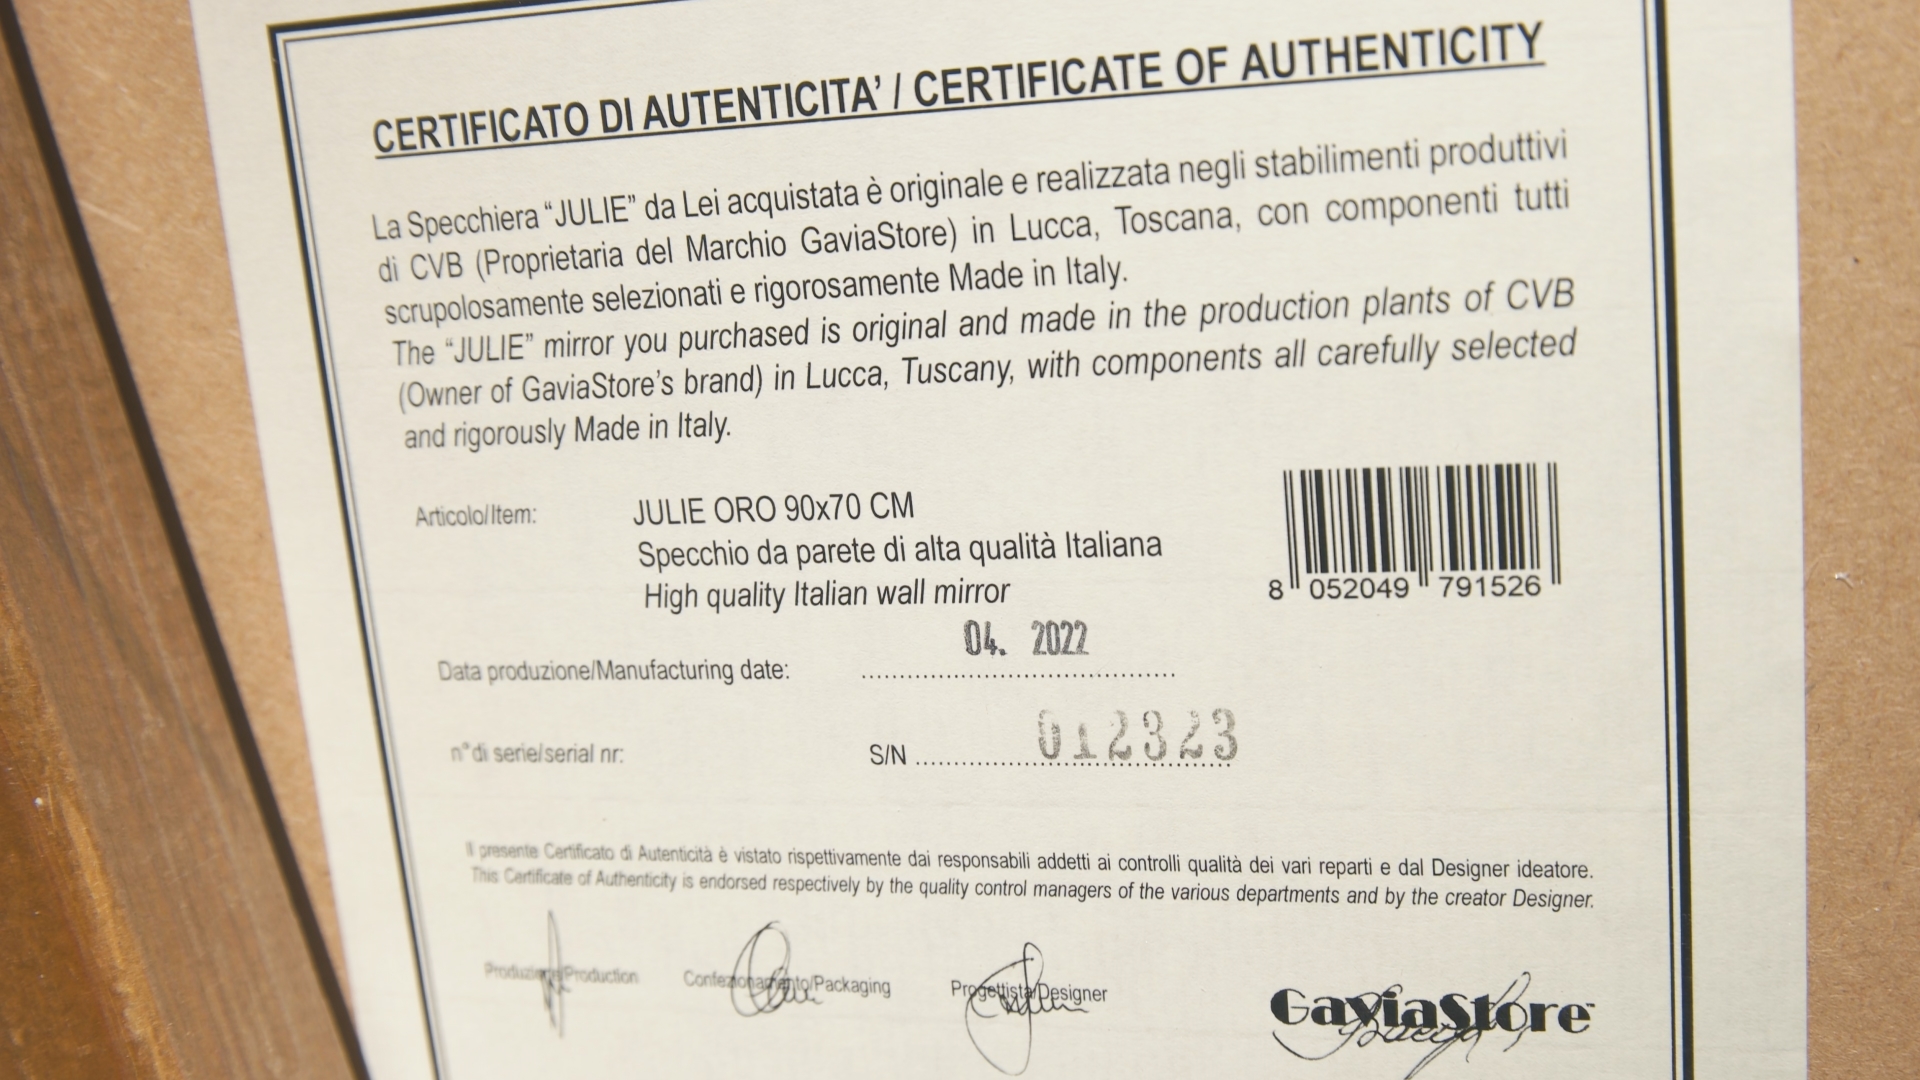 CERTIFICATO DI AUTENTICITA' / CERTIFICATE OF AUTHENTICITY
La Specchiera “JULIE” da Lei acquistata è originale e realizzata negli stabilimenti produttivi
di CVB (Proprietaria del Marchio GaviaStore) in Lucca, Toscana, con componenti tutti
scrupolosamente selezionati e rigorosamente Made in Italy.
The “JULIE” mirror you purchased is original and made in the production plants of CVB
(Owner of GaviaStore's brand) in Lucca, Tuscany, with components all carefully selected
and rigorously Made in Italy.
Articolo/Item: JULIE ORO 90x70 CM
Specchio da parete di alta qualità Italiana
High quality Italian wall mirror
8 052049 791526
04. 2022
Data produzione/Manufacturing date: ..........................................
n° di serie/serial nr: S/N .......... 012323
Il presente Certificato di Autenticità è vistato rispettivamente dai responsabili addetti ai controlli qualità dei vari reparti e dal Designer ideatore.
This Certificate of Authenticity is endorsed respectively by the quality control managers of the various departments and by the creator Designer.
Produzione/Production Confezionamento/Packaging Progettista/Designer
GaviaStore